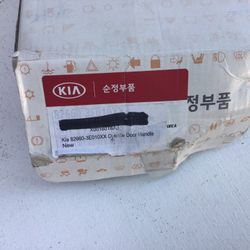 KIA 순정부품
정부품
Kia 82660-3E010XX Outside Door Handle
New